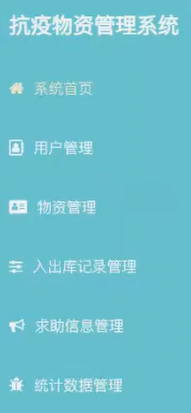 抗疫物资管理系统
系统首页
用户管理
物资管理
入出库记录管理
求助信息管理
统计数据管理